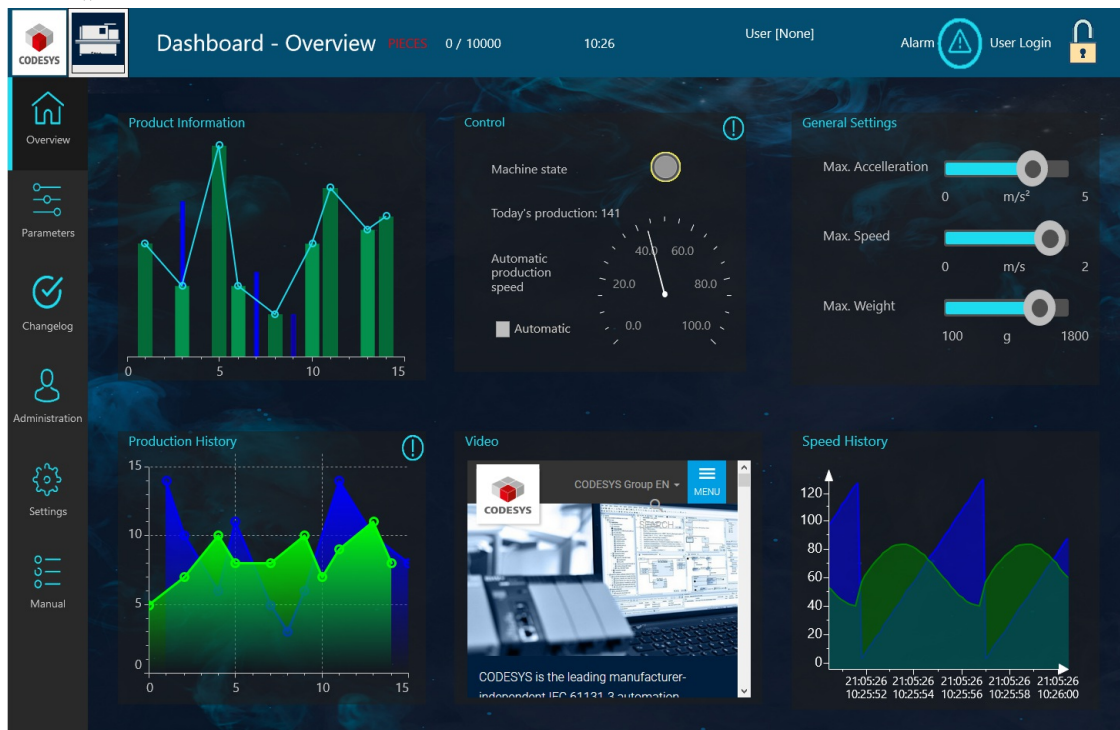 CODESYS
Dashboard - Overview PIECES 0 / 10000 10:26 User [None] Alarm User Login
Overview
Parameters
Changelog
Administration
Settings
Manual
Product Information
0 5 10 15
Control
Machine state
Today's production: 141
Automatic
production
speed
Automatic
0.0 20.0 40.0 60.0 80.0 100.0
General Settings
Max. Accelleration
0 m/s² 5
Max. Speed
0 m/s 2
Max. Weight
100 g 1800
Production History
15
10
5
0
0 5 10 15
Video
CODESYS
CODESYS Group EN
MENU
SEARCH
CODESYS is the leading manufacturer-
independent IEC 61131-3 automation
Speed History
120
100
80
60
40
20
0
21:05:26 21:05:26 21:05:26 21:05:26 21:05:26
10:25:52 10:25:54 10:25:56 10:25:58 10:26:00